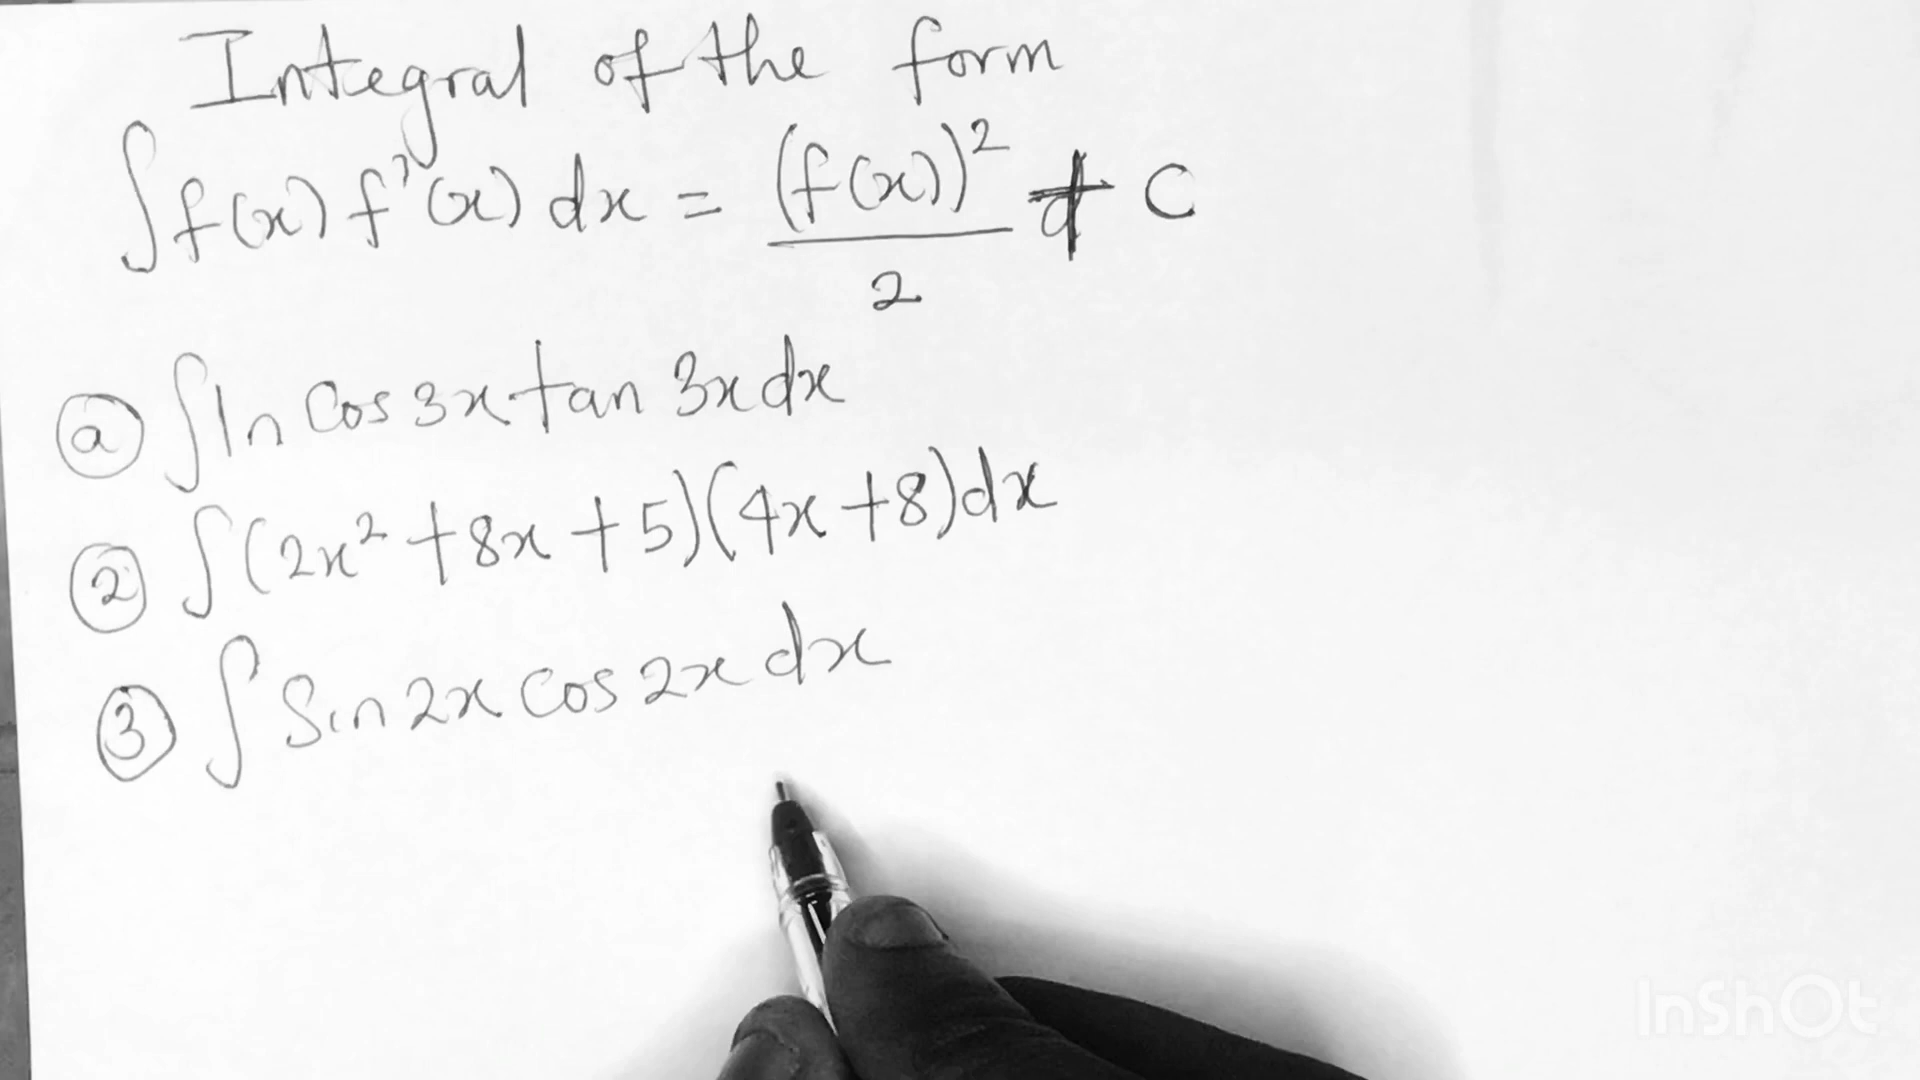 Integral of the form
∫f(x) f'(x) dx = (f(x))² / 2 + C
ⓐ ∫ln Cos 3x tan 3x dx
② ∫(2x² + 8x + 5)(4x + 8)dx
③ ∫ Sin 2x Cos 2x dx
InShOt